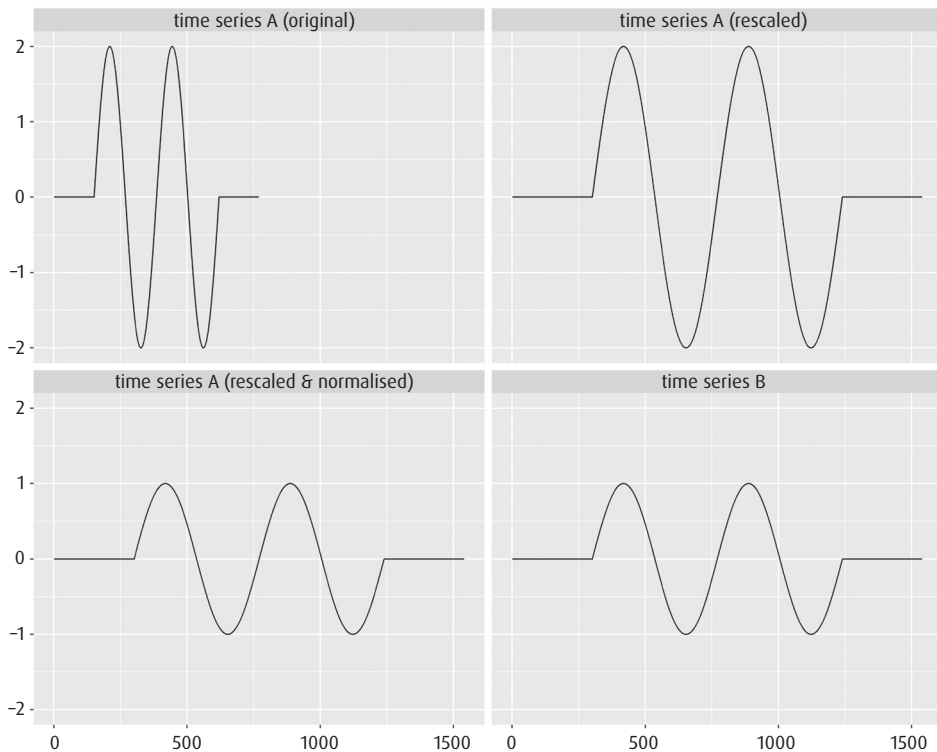 time series A (original)
time series A (rescaled)
2
1
0
−1
−2
time series A (rescaled & normalised)
time series B
2
1
0
−1
−2
0 500 1000 1500
0 500 1000 1500